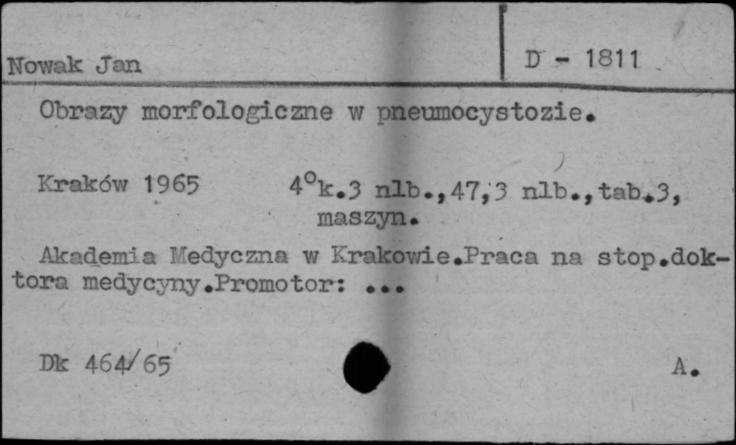 Nowak Jan
D - 1811
Obrazy morfologiczne w pneumocystozie.
Kraków 1965 4°k.3 nlb.,47,3 nlb.,tab.3,
maszyn.
Akademia Medyczna w Krakowie.Praca na stop.dok-
tora medycyny.Promotor: ...
Dk 464/65 A.